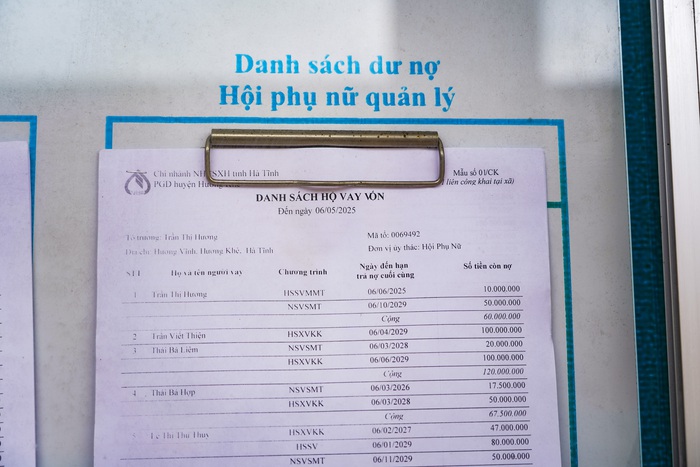 Danh sách dư nợ
Hội phụ nữ quản lý
Chi nhánh NH SXH tỉnh Hà Tĩnh Mẫu số 01/CK
PGD huyện Hương liên công khai tại xã)
DANH SÁCH HỘ VAY VỐN
Đến ngày 06/05/2025
Tổ trưởng: Trần Thị Hương Mã tổ: 0069492
Địa chỉ: Hương Vĩnh, Hương Khê, Hà Tĩnh Đơn vị ủy thác: Hội Phụ Nữ
STT Họ và tên người vay Chương trình Ngày đến hạn trả nợ cuối cùng Số tiền còn nợ
1 Trần Thị Hương HSSVMMT 06/06/2025 10.000.000
NSVSMT 06/10/2029 50.000.000
Cộng 60.000.000
2 Trần Viết Thiện HSXVKK 06/04/2029 100.000.000
3 Thái Bá Liêm NSVSMT 06/03/2028 20.000.000
HSXVKK 06/06/2029 100.000.000
Cộng 120.000.000
4 Thái Bá Hợp NSVSMT 06/03/2026 17.500.000
HSXVKK 06/03/2028 50.000.000
Cộng 67.500.000
Lê Thị Thu Thuỷ HSXVKK 06/02/2027 47.000.000
HSSV 06/01/2029 80.000.000
NSVSMT 06/11/2029 50.000.000